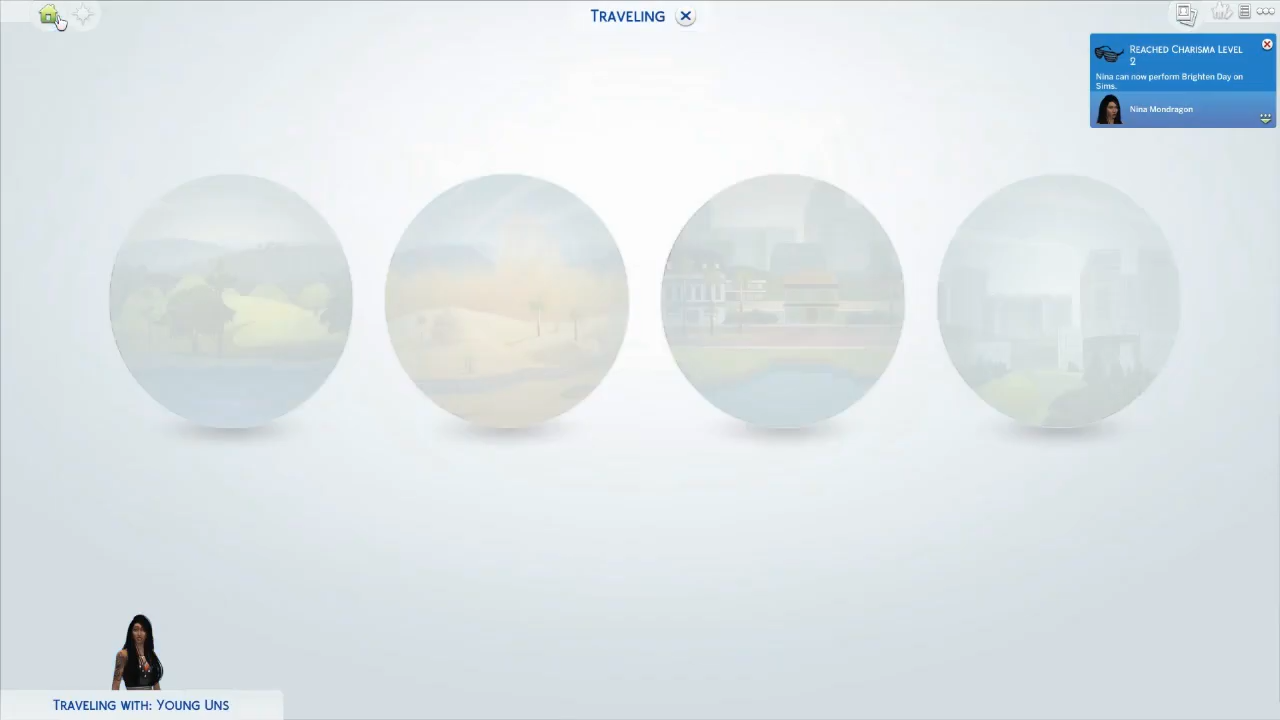 TRAVELING
REACHED CHARISMA LEVEL
2
Nina can now perform Brighten Day on
Sims.
Nina Mondragon
TRAVELING WITH: YOUNG UNS